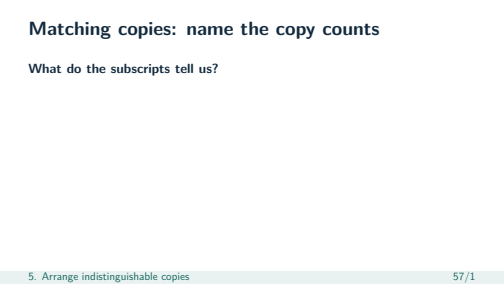 Matching copies: name the copy counts
What do the subscripts tell us?
5. Arrange indistinguishable copies
57/1